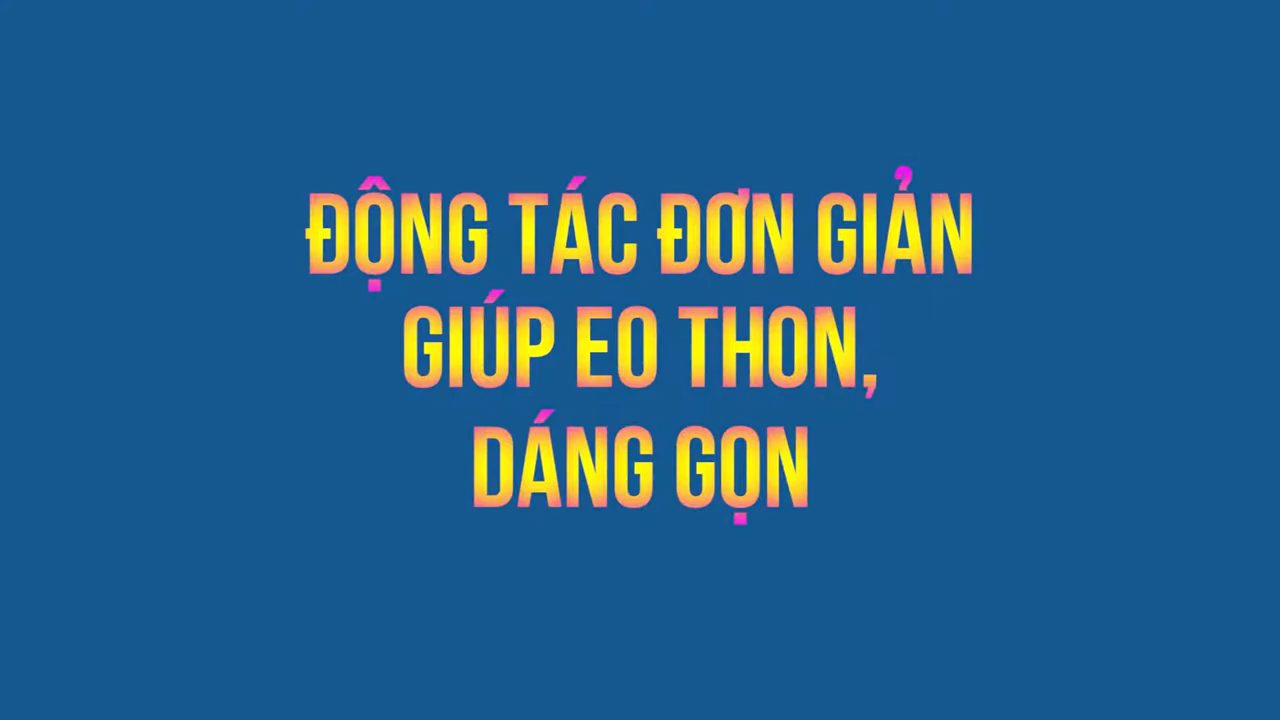 ĐỘNG TÁC ĐƠN GIẢN
GIÚP EO THON,
DÁNG GỌN